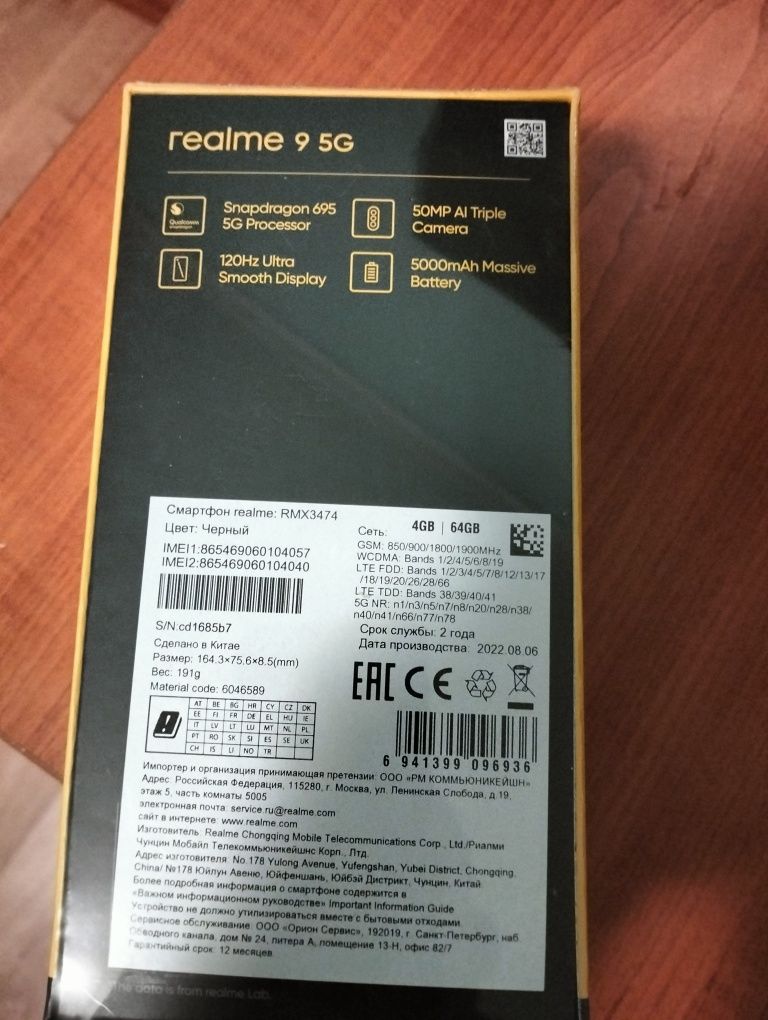 realme 9 5G
Snapdragon 695
5G Processor
50MP AI Triple
Camera
120Hz Ultra
Smooth Display
5000mAh Massive
Battery
Qualcomm
snapdragon
Смартфон realme: RMX3474
Цвет: Черный
IMEI1:865469060104057
IMEI2:865469060104040
S/N:cd1685b7
Сделано в Китае
Размер: 164.3×75.6×8.5(mm)
Вес: 191g
Material code: 6046589
4GB | 64GB
Сеть:
GSM: 850/900/1800/1900MHz
WCDMA: Bands 1/2/4/5/6/8/19
LTE FDD: Bands 1/2/3/4/5/7/8/12/13/17
/18/19/20/26/28/66
LTE TDD: Bands 38/39/40/41
5G NR: n1/n3/n5/n7/n8/n20/n28/n38/
n40/n41/n66/n77/n78
Срок службы: 2 года
Дата производства: 2022.08.06
EAC CE
AT BE BG HR CY CZ DK
EE FI FR DE EL HU IE
IT LV LT LU MT NL PL
PT RO SK SI ES SE UK
CH IS LI NO TR
6 941399 096936
Импортер и организация принимающая претензии: ООО «РМ КОММЬЮНИКЕЙШН»
Адрес: Российская Федерация, 115280, г. Москва, ул. Ленинская Слобода, д.19,
этаж 5, часть комнаты 5005
электронная почта: service.ru@realme.com
сайт в интернете: www.realme.com
Изготовитель: Realme Chongqing Mobile Telecommunications Corp., Ltd./Риалми
Чунцин Мобайл Телекоммьюникейшнс Корп., Лтд.
Адрес изготовителя: No.178 Yulong Avenue, Yufengshan, Yubei District, Chongqing,
China/ №178 Юйлун Авеню, Юйфеншань, Юйбэй Дистрикт, Чунцин, Китай
Более подробная информация о смартфоне содержится в
«Важном информационном руководстве» Important Information Guide
Устройство не должно утилизироваться вместе с бытовыми отходами.
Сервисное обслуживание: ООО «Орион Сервис», 192019, г. Санкт-Петербург, наб.
Обводного канала, дом № 24, литера А, помещение 13-Н, офис 82/7
Гарантийный срок: 12 месяцев
The data is from realme Lab.